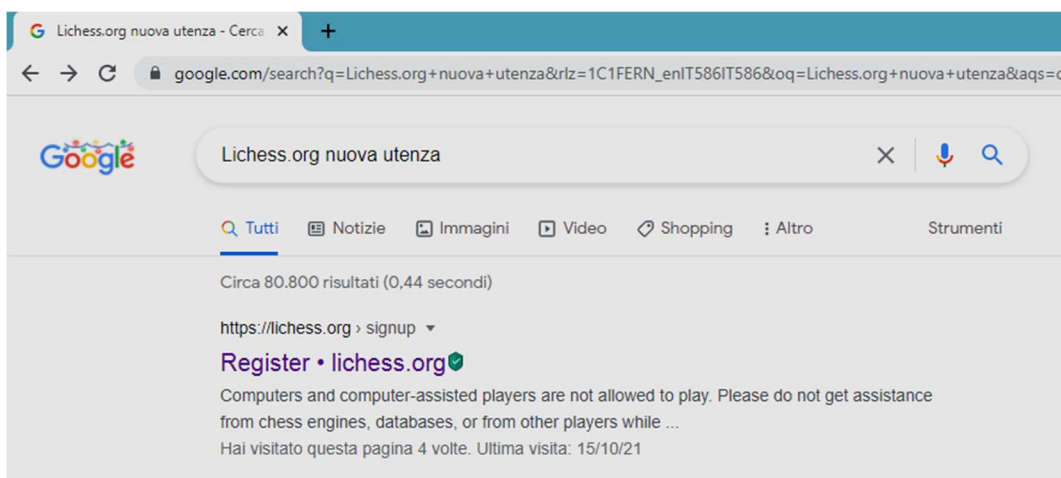 Lichess.org nuova utenza - Cerca
google.com/search?q=Lichess.org+nuova+utenza&rlz=1C1FERN_enIT586IT586&oq=Lichess.org+nuova+utenza&aqs=
Google
Lichess.org nuova utenza
Tutti Notizie Immagini Video Shopping Altro Strumenti
Circa 80.800 risultati (0,44 secondi)
https://lichess.org › signup
Register • lichess.org
Computers and computer-assisted players are not allowed to play. Please do not get assistance
from chess engines, databases, or from other players while ...
Hai visitato questa pagina 4 volte. Ultima visita: 15/10/21